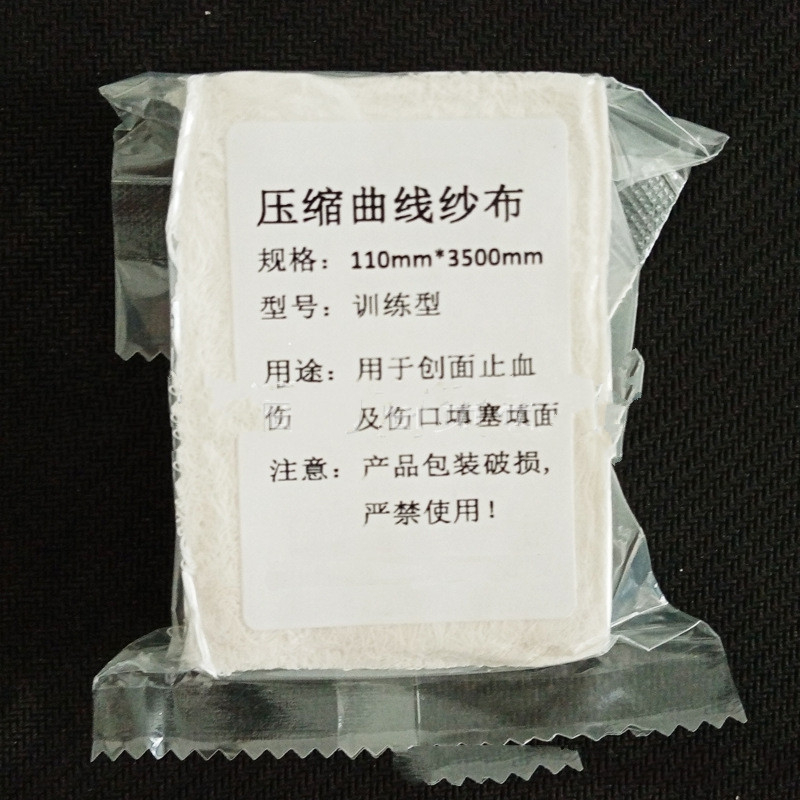 压缩曲线纱布
规格：110mm*3500mm
型号：训练型
用途：用于创面止血
伤 及伤口填塞填面
注意：产品包装破损，
严禁使用！